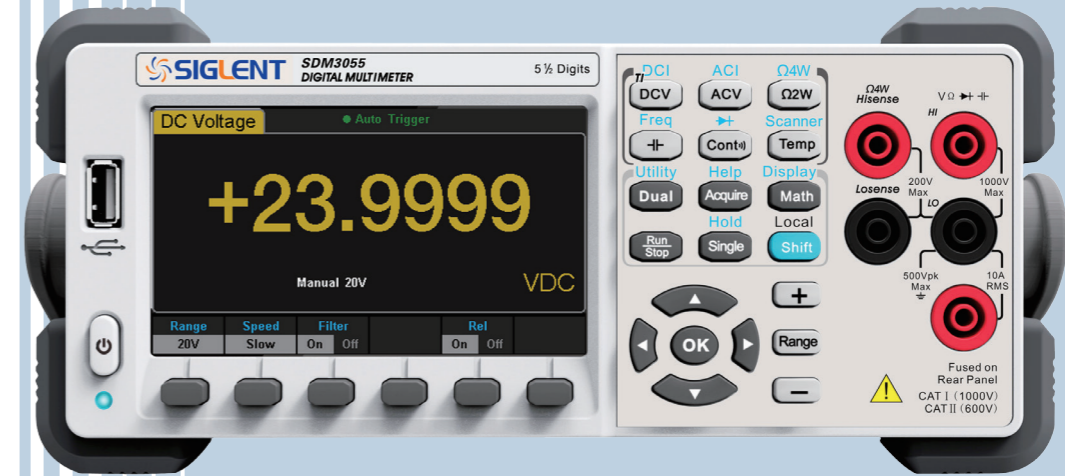 SIGLENT
SDM3055
DIGITAL MULTIMETER
5 ½ Digits
DC Voltage
Auto Trigger
+23.9999
Manual 20V
VDC
Range Speed Filter Rel
20V Slow On Off On Off
DCI ACI Ω4W
TI
DCV ACV Ω2W
Freq Scanner
Cont Temp
Utility Help Display
Dual Acquire Math
Hold Local
Run
Stop
Single Shift
OK
+
Range
−
Ω4W
Hisense
VΩ
HI
200V
Max
1000V
Max
Losense
LO
500Vpk
Max
10A
RMS
Fused on
Rear Panel
CAT I (1000V)
CAT II (600V)